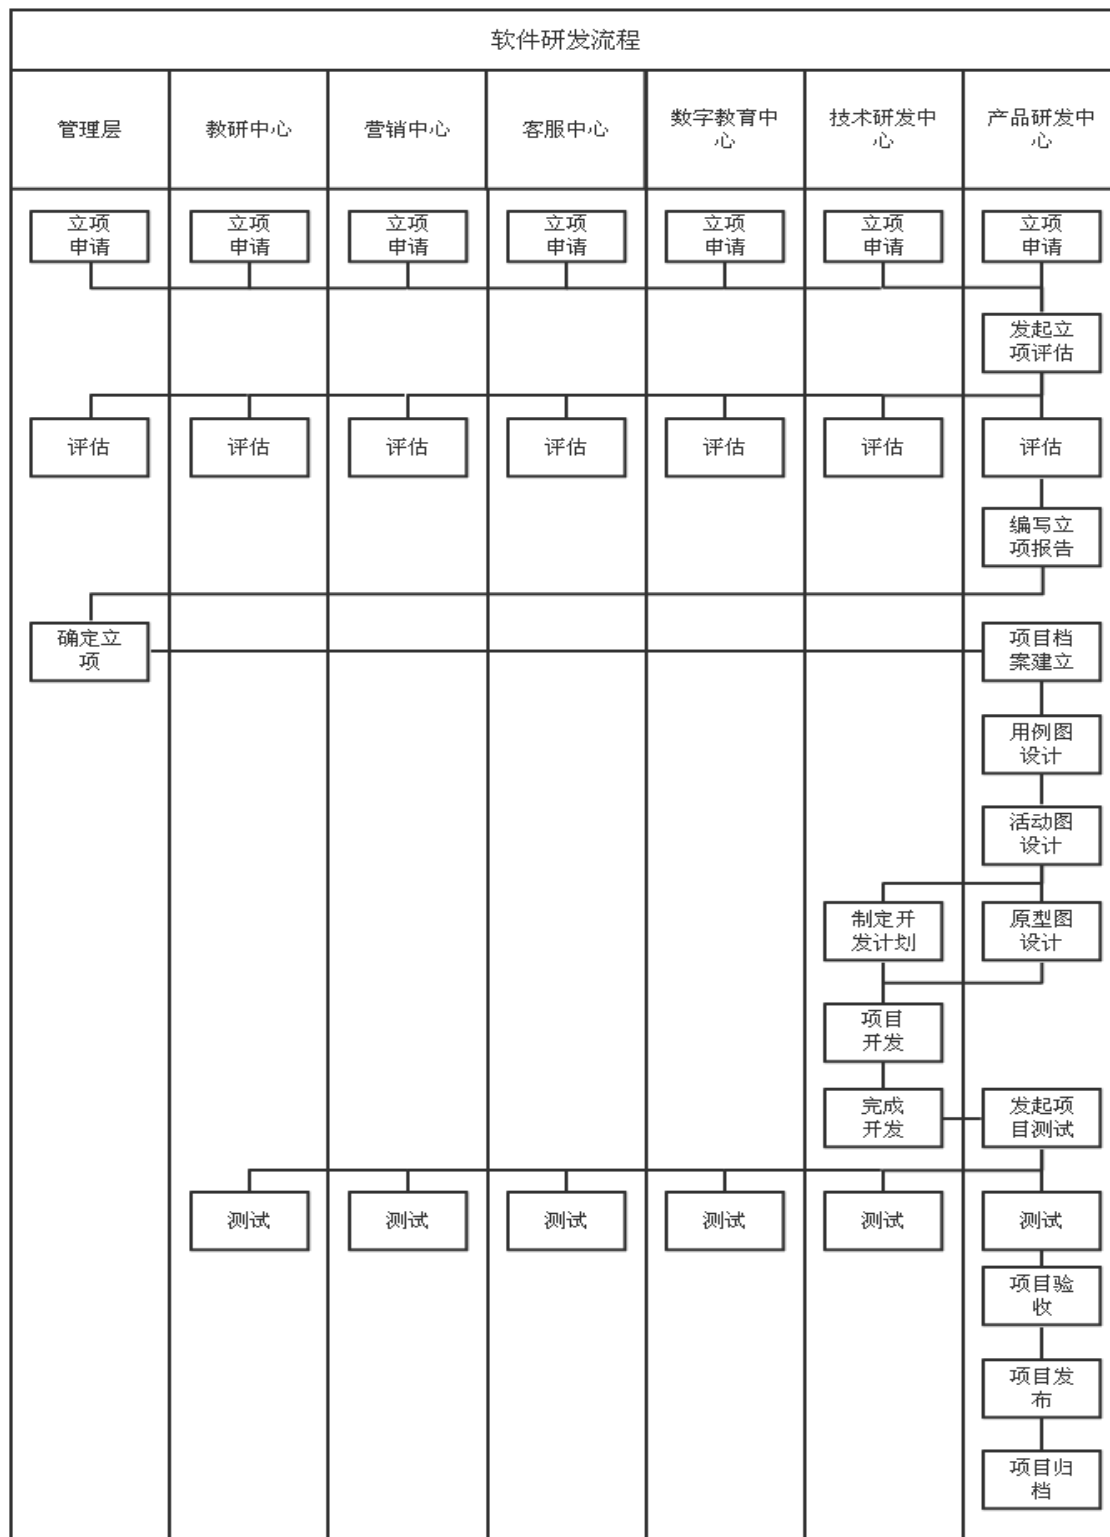 软件研发流程
管理层
教研中心
营销中心
客服中心
数字教育中
心
技术研发中
心
产品研发中
心
立项
申请
立项
申请
立项
申请
立项
申请
立项
申请
立项
申请
立项
申请
发起立
项评估
评估
评估
评估
评估
评估
评估
评估
编写立
项报告
确定立
项
项目档
案建立
用例图
设计
活动图
设计
制定开
发计划
原型图
设计
项目
开发
完成
开发
发起项
目测试
测试
测试
测试
测试
测试
测试
项目验
收
项目发
布
项目归
档